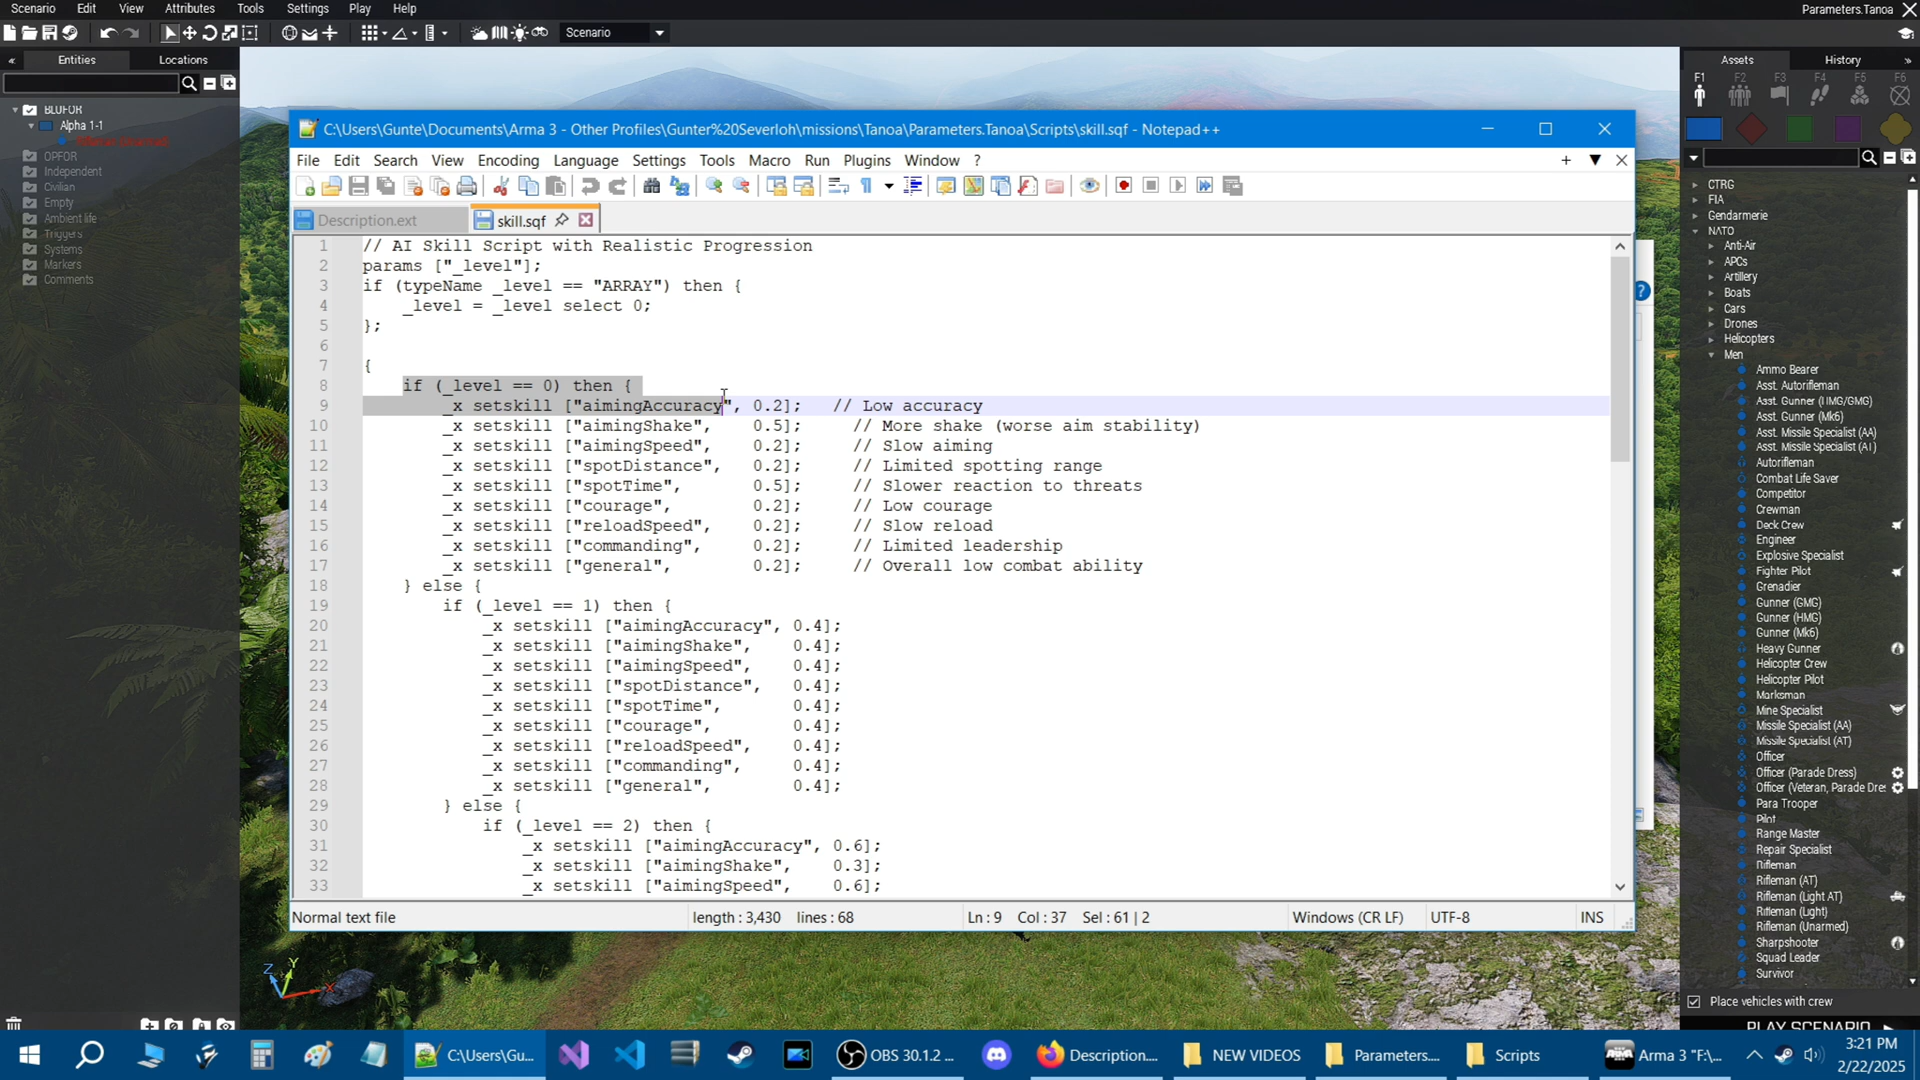 Scenario Edit View Attributes Tools Settings Play Help
Parameters.Tanoa
Scenario
« Entities Locations
BLUFOR
Alpha 1-1
Rifleman (Unarmed)
OPFOR
Independent
Civilian
Empty
Ambient life
Triggers
Systems
Markers
Comments
C:\Users\Gunte\Documents\Arma 3 - Other Profiles\Gunter%20Severloh\missions\Tanoa\Parameters.Tanoa\Scripts\skill.sqf - Notepad++
File Edit Search View Encoding Language Settings Tools Macro Run Plugins Window ?
Description.ext skill.sqf
1 // AI Skill Script with Realistic Progression
2 params ["_level"];
3 if (typeName _level == "ARRAY") then {
4 _level = _level select 0;
5 };
6
7 {
8 if (_level == 0) then {
9 _x setskill ["aimingAccuracy", 0.2]; // Low accuracy
10 _x setskill ["aimingShake", 0.5]; // More shake (worse aim stability)
11 _x setskill ["aimingSpeed", 0.2]; // Slow aiming
12 _x setskill ["spotDistance", 0.2]; // Limited spotting range
13 _x setskill ["spotTime", 0.5]; // Slower reaction to threats
14 _x setskill ["courage", 0.2]; // Low courage
15 _x setskill ["reloadSpeed", 0.2]; // Slow reload
16 _x setskill ["commanding", 0.2]; // Limited leadership
17 _x setskill ["general", 0.2]; // Overall low combat ability
18 } else {
19 if (_level == 1) then {
20 _x setskill ["aimingAccuracy", 0.4];
21 _x setskill ["aimingShake", 0.4];
22 _x setskill ["aimingSpeed", 0.4];
23 _x setskill ["spotDistance", 0.4];
24 _x setskill ["spotTime", 0.4];
25 _x setskill ["courage", 0.4];
26 _x setskill ["reloadSpeed", 0.4];
27 _x setskill ["commanding", 0.4];
28 _x setskill ["general", 0.4];
29 } else {
30 if (_level == 2) then {
31 _x setskill ["aimingAccuracy", 0.6];
32 _x setskill ["aimingShake", 0.3];
33 _x setskill ["aimingSpeed", 0.6];
Normal text file length : 3,430 lines : 68 Ln : 9 Col : 37 Sel : 61 | 2 Windows (CR LF) UTF-8 INS
Assets History »
F1 F2 F3 F4 F5 F6
CTRG
FIA
Gendarmerie
NATO
Anti-Air
APCs
Artillery
Boats
Cars
Drones
Helicopters
Men
Ammo Bearer
Asst. Autorifleman
Asst. Gunner (HMG/GMG)
Asst. Gunner (Mk6)
Asst. Missile Specialist (AA)
Asst. Missile Specialist (AT)
Autorifleman
Combat Life Saver
Competitor
Crewman
Deck Crew
Engineer
Explosive Specialist
Fighter Pilot
Grenadier
Gunner (GMG)
Gunner (HMG)
Gunner (Mk6)
Heavy Gunner
Helicopter Crew
Helicopter Pilot
Marksman
Mine Specialist
Missile Specialist (AA)
Missile Specialist (AT)
Officer
Officer (Parade Dress)
Officer (Veteran, Parade Dres
Para Trooper
Pilot
Range Master
Repair Specialist
Rifleman
Rifleman (AT)
Rifleman (Light AT)
Rifleman (Light)
Rifleman (Unarmed)
Sharpshooter
Squad Leader
Survivor
Place vehicles with crew
PLAY SCENARIO
Z Y X
C:\Users\Gu... OBS 30.1.2 ... Description.... NEW VIDEOS Parameters.... Scripts Arma 3 "F:\...
3:21 PM
2/22/2025